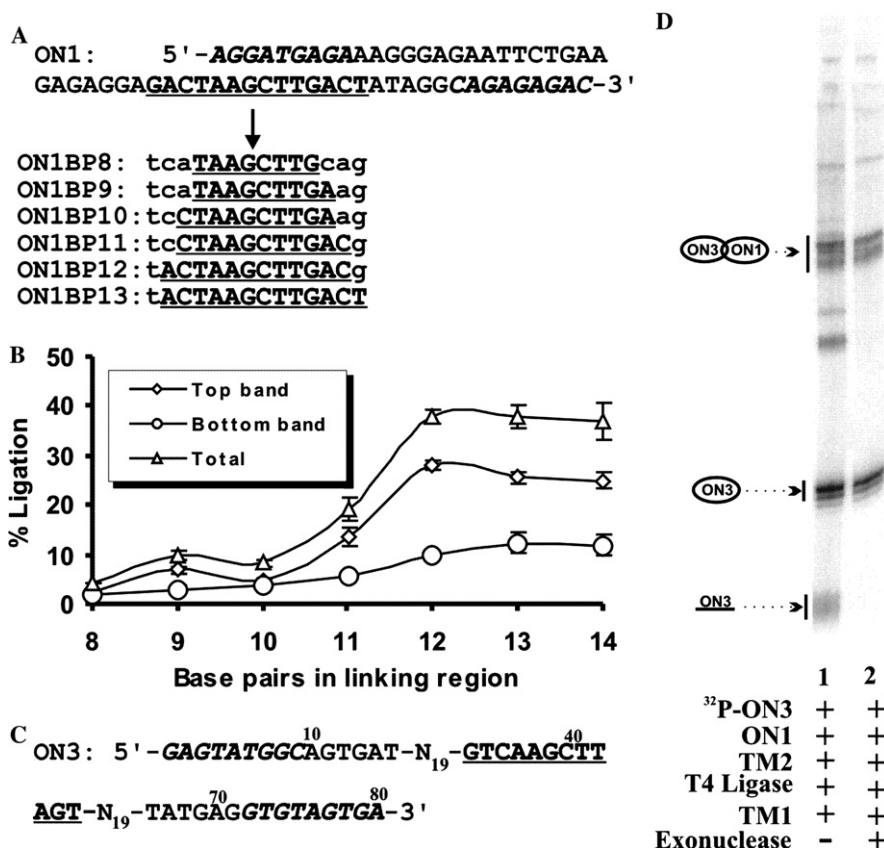 A
ON1: 5'-AGGATGAGAAAGGGAGAATTCTGAA
GAGAGGAGACTAAGCTTGACTATAGGCAGAGAGAC-3'
ON1BP8: tcaTAAGCTTGcag
ON1BP9: tcaTAAGCTTGAag
ON1BP10: tcCTAAGCTTGAag
ON1BP11: tcCTAAGCTTGACg
ON1BP12: tACTAAGCTTGACg
ON1BP13: tACTAAGCTTGACT
B
% Ligation
50
40
30
20
10
0
Top band
Bottom band
Total
8 9 10 11 12 13 14
Base pairs in linking region
C
10 40
ON3: 5'-GAGTATGGCAGTGAT-N19-GTCAAGCTT
70 80
AGT-N19-TATGAGGTGTAGTGA-3'
D
ON3 ON1
ON3
ON3
1 2
32P-ON3 + +
ON1 + +
TM2 + +
T4 Ligase + +
TM1 + +
Exonuclease - +